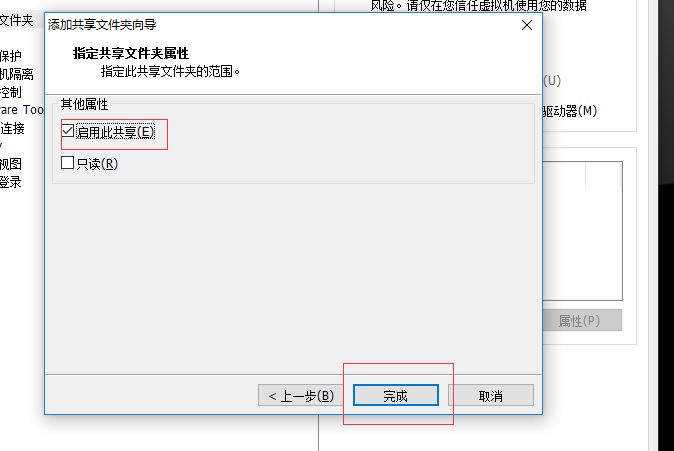 文件夹
保护
机隔离
控制
ware Too
连接
视图
登录
风险。请仅在您信任虚拟机使用您的数据
(U)
驱动器(M)
属性(P)
添加共享文件夹向导
指定共享文件夹属性
指定此共享文件夹的范围。
其他属性
启用此共享(E)
只读(R)
< 上一步(B)
完成
取消